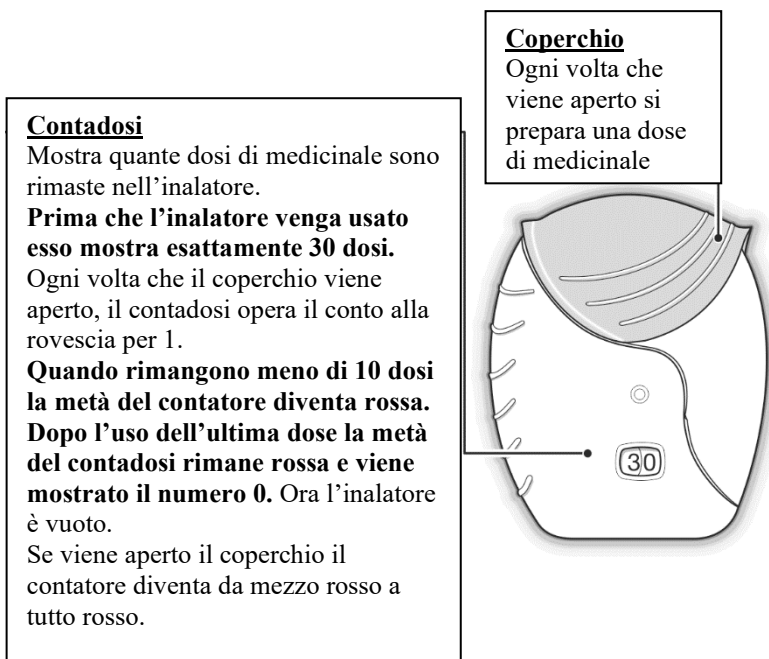 Coperchio
Ogni volta che
viene aperto si
prepara una dose
di medicinale
Contadosi
Mostra quante dosi di medicinale sono
rimaste nell’inalatore.
Prima che l’inalatore venga usato
esso mostra esattamente 30 dosi.
Ogni volta che il coperchio viene
aperto, il contadosi opera il conto alla
rovescia per 1.
Quando rimangono meno di 10 dosi
la metà del contatore diventa rossa.
Dopo l’uso dell’ultima dose la metà
del contadosi rimane rossa e viene
mostrato il numero 0. Ora l’inalatore
è vuoto.
Se viene aperto il coperchio il
contatore diventa da mezzo rosso a
tutto rosso.
30